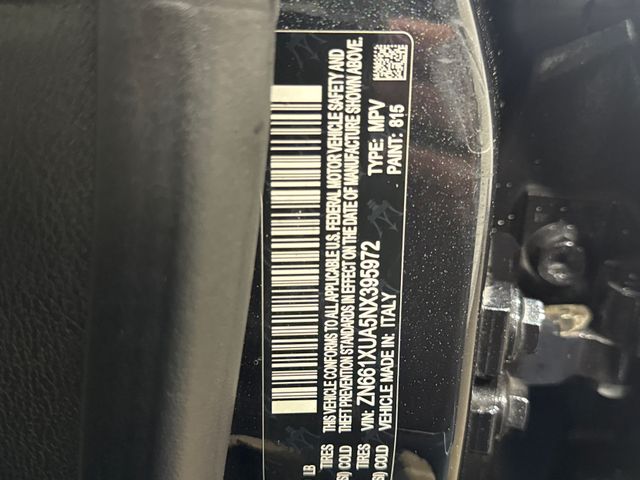 LB
TIRES THIS VEHICLE CONFORMS TO ALL APPLICABLE U.S. FEDERAL MOTOR VEHICLE SAFETY AND
SI) COLD THEFT PREVENTION STANDARDS IN EFFECT ON THE DATE OF MANUFACTURE SHOWN ABOVE.
TIRES VIN: ZN661XUA5NX395972 TYPE: MPV
SI) COLD VEHICLE MADE IN: ITALY PAINT: 815